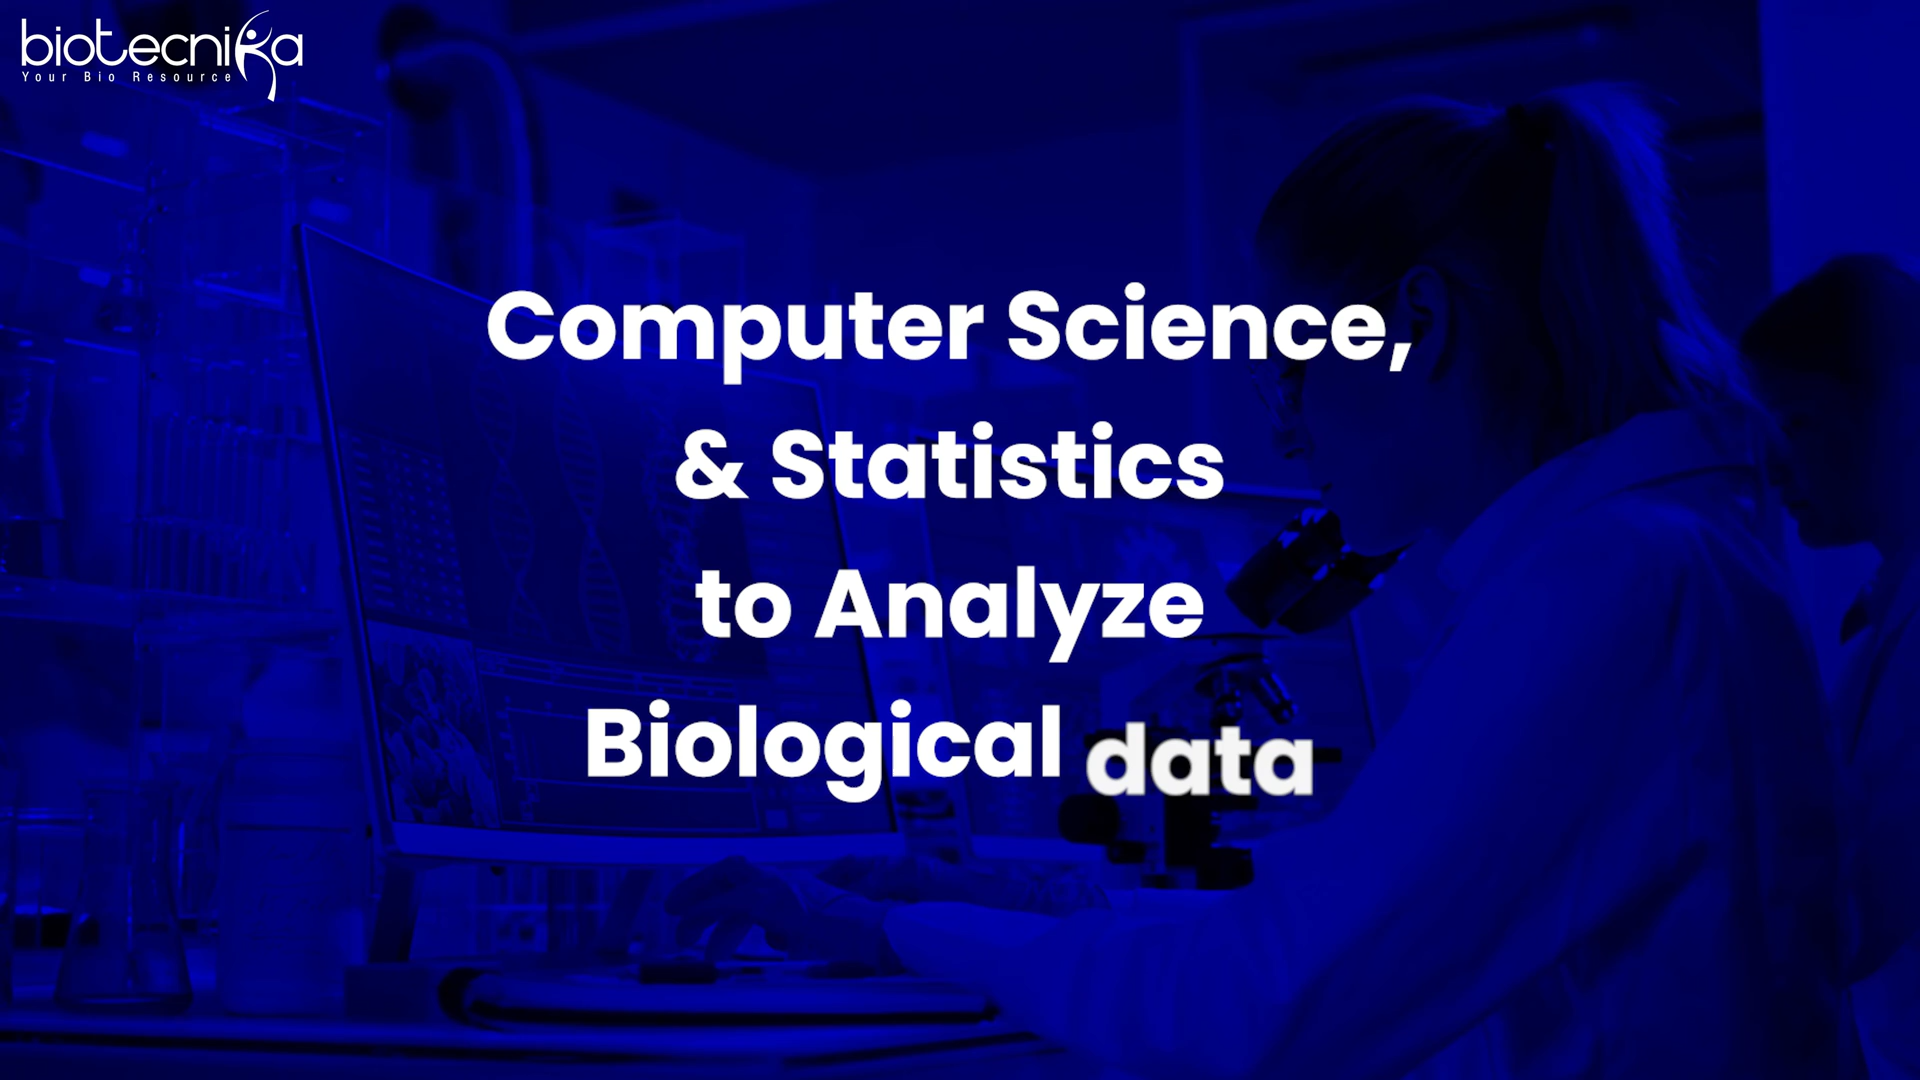 biotecnika
Your Bio Resource
Computer Science,
& Statistics
to Analyze
Biological data